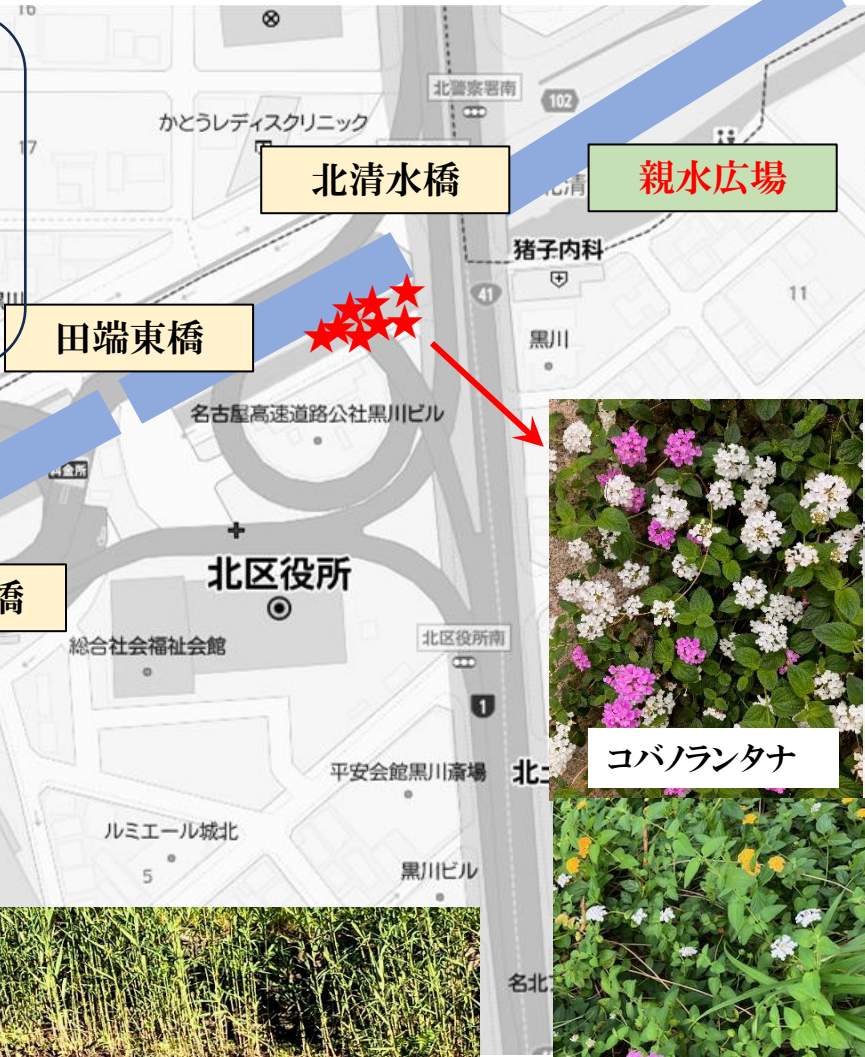 16
北警察署南
102
かとうレディスクリニック
17
北清水橋
親水広場
北清
猪子内科
41
11
田端東橋
黒川
名古屋高速道路公社黒川ビル
料金所
北区役所
橋
総合社会福祉会館
北区役所南
1
コバノランタナ
平安会館黒川斎場
北土
ルミエール城北
5
黒川ビル
名北